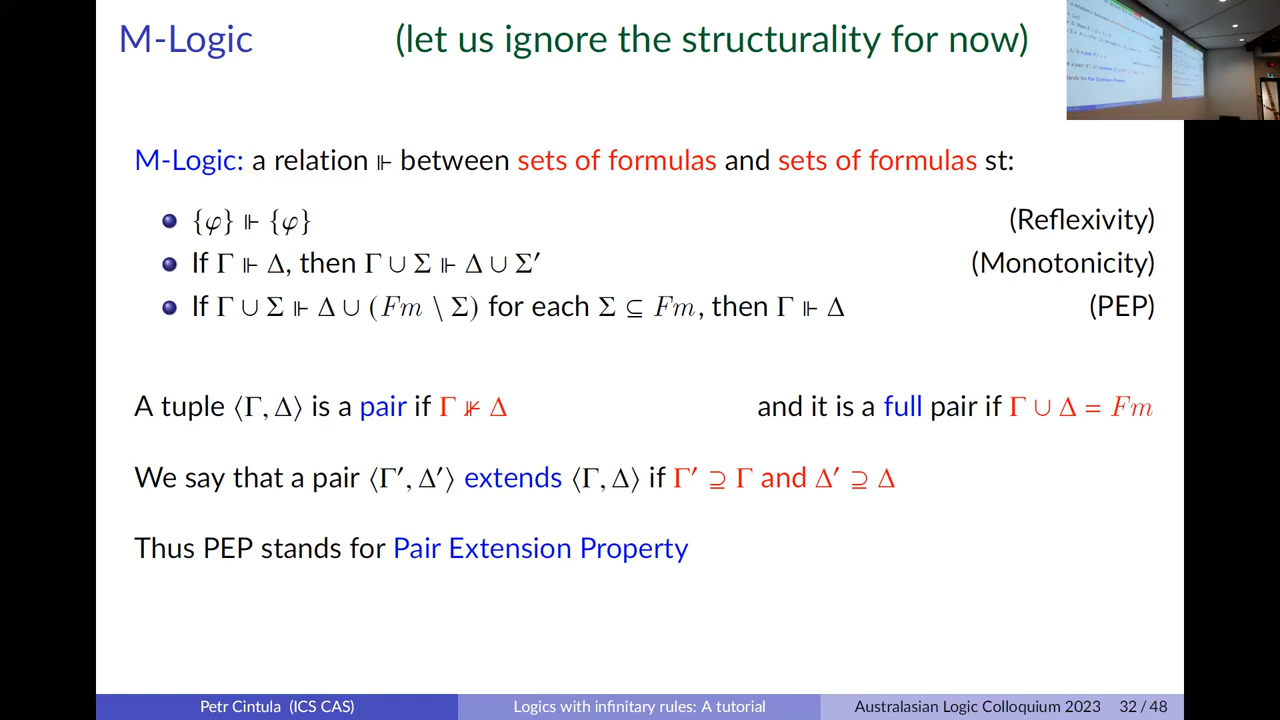 M-Logic (let us ignore the structurality for now)
M-Logic: a relation ⊩ between sets of formulas and sets of formulas st:
{φ} ⊩ {φ} (Reflexivity)
If Γ ⊩ Δ, then Γ ∪ Σ ⊩ Δ ∪ Σ′ (Monotonicity)
If Γ ∪ Σ ⊩ Δ ∪ (Fm \ Σ) for each Σ ⊆ Fm, then Γ ⊩ Δ (PEP)
A tuple ⟨Γ, Δ⟩ is a pair if Γ ⊮ Δ and it is a full pair if Γ ∪ Δ = Fm
We say that a pair ⟨Γ′, Δ′⟩ extends ⟨Γ, Δ⟩ if Γ′ ⊇ Γ and Δ′ ⊇ Δ
Thus PEP stands for Pair Extension Property
Petr Cintula (ICS CAS) Logics with infinitary rules: A tutorial Australasian Logic Colloquium 2023 32 / 48